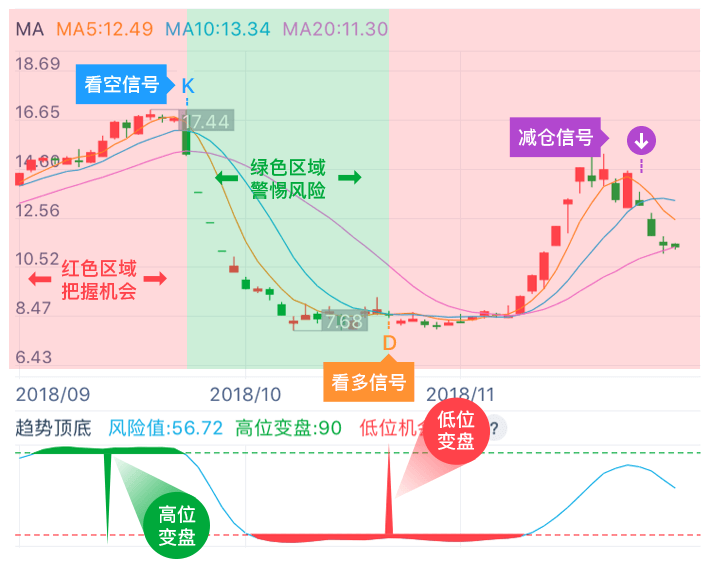 MA MA5:12.49 MA10:13.34 MA20:11.30
18.69
看空信号
K
16.65
17.44
减仓信号
14.60
绿色区域
警惕风险
12.56
10.52
红色区域
把握机会
8.47
7.68
D
6.43
看多信号
2018/09 2018/10 2018/11
趋势顶底 风险值:56.72 高位变盘:90 低位机会 ?
低位
变盘
高位
变盘